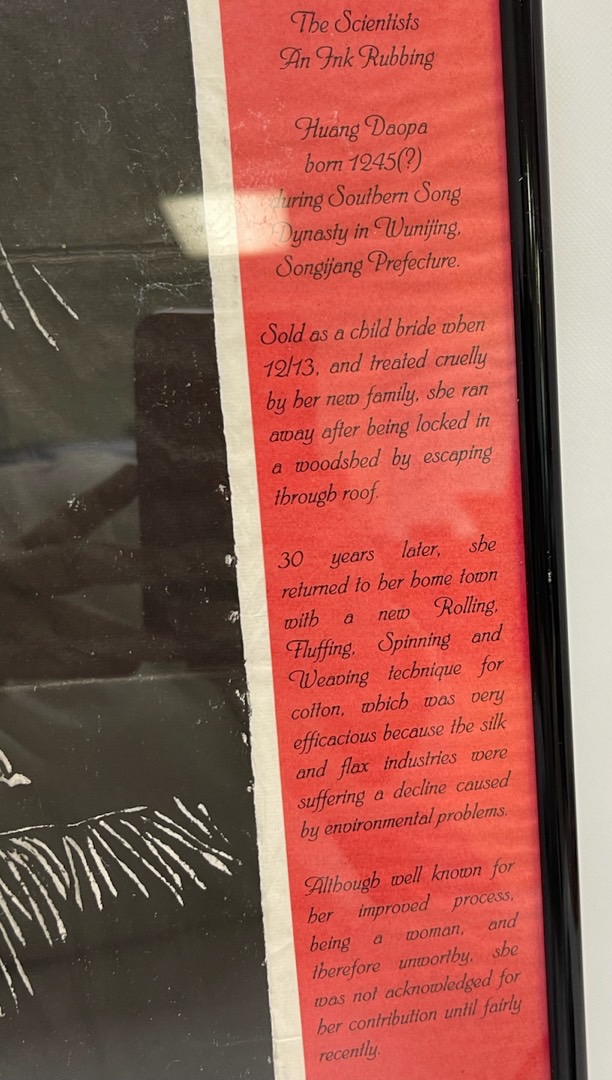 The Scientists
An Ink Rubbing
Huang Daopa
born 1245(?)
during Southern Song
Dynasty in Wunijing,
Songijang Prefecture.
Sold as a child bride when
12/13, and treated cruelly
by her new family, she ran
away after being locked in
a woodshed by escaping
through roof.
30 years later, she
returned to her home town
with a new Rolling,
Fluffing, Spinning and
Weaving technique for
cotton, which was very
efficacious because the silk
and flax industries were
suffering a decline caused
by environmental problems.
Although well known for
her improved process,
being a woman, and
therefore unworthy, she
was not acknowledged for
her contribution until fairly
recently.